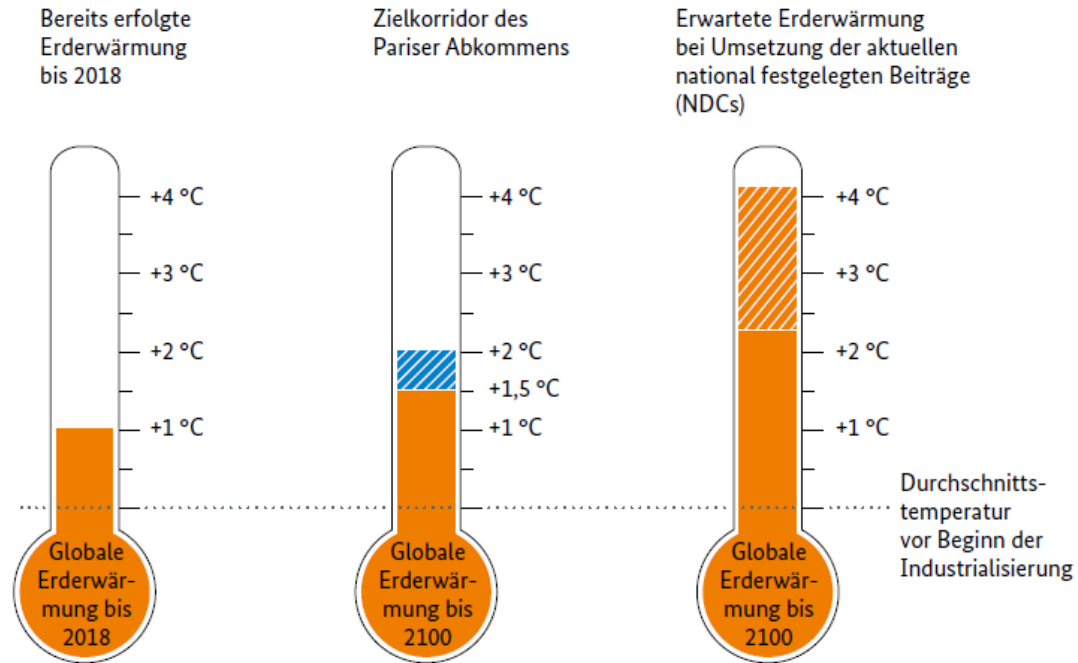 Bereits erfolgte
Erderwärmung
bis 2018
Zielkorridor des
Pariser Abkommens
Erwartete Erderwärmung
bei Umsetzung der aktuellen
national festgelegten Beiträge
(NDCs)
+4 °C
+3 °C
+2 °C
+1 °C
Globale
Erderwär-
mung bis
2018
+4 °C
+3 °C
+2 °C
+1,5 °C
+1 °C
Globale
Erderwär-
mung bis
2100
+4 °C
+3 °C
+2 °C
+1 °C
Globale
Erderwär-
mung bis
2100
Durchschnitts-
temperatur
vor Beginn der
Industrialisierung